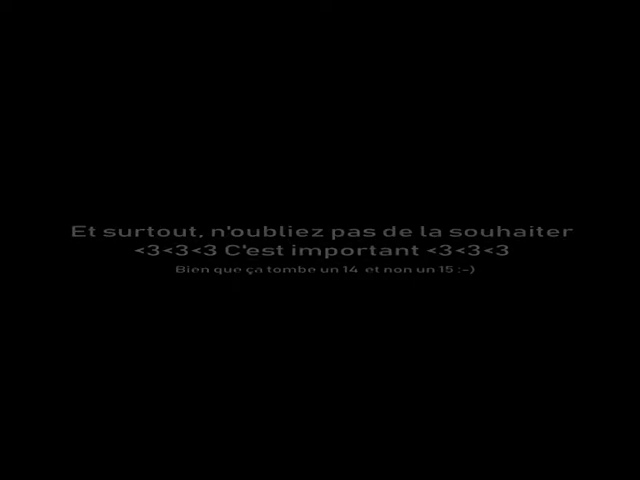 Et surtout, n'oubliez pas de la souhaiter
<3<3<3 C'est important <3<3<3
Bien que ça tombe un 14 et non un 15 :-)